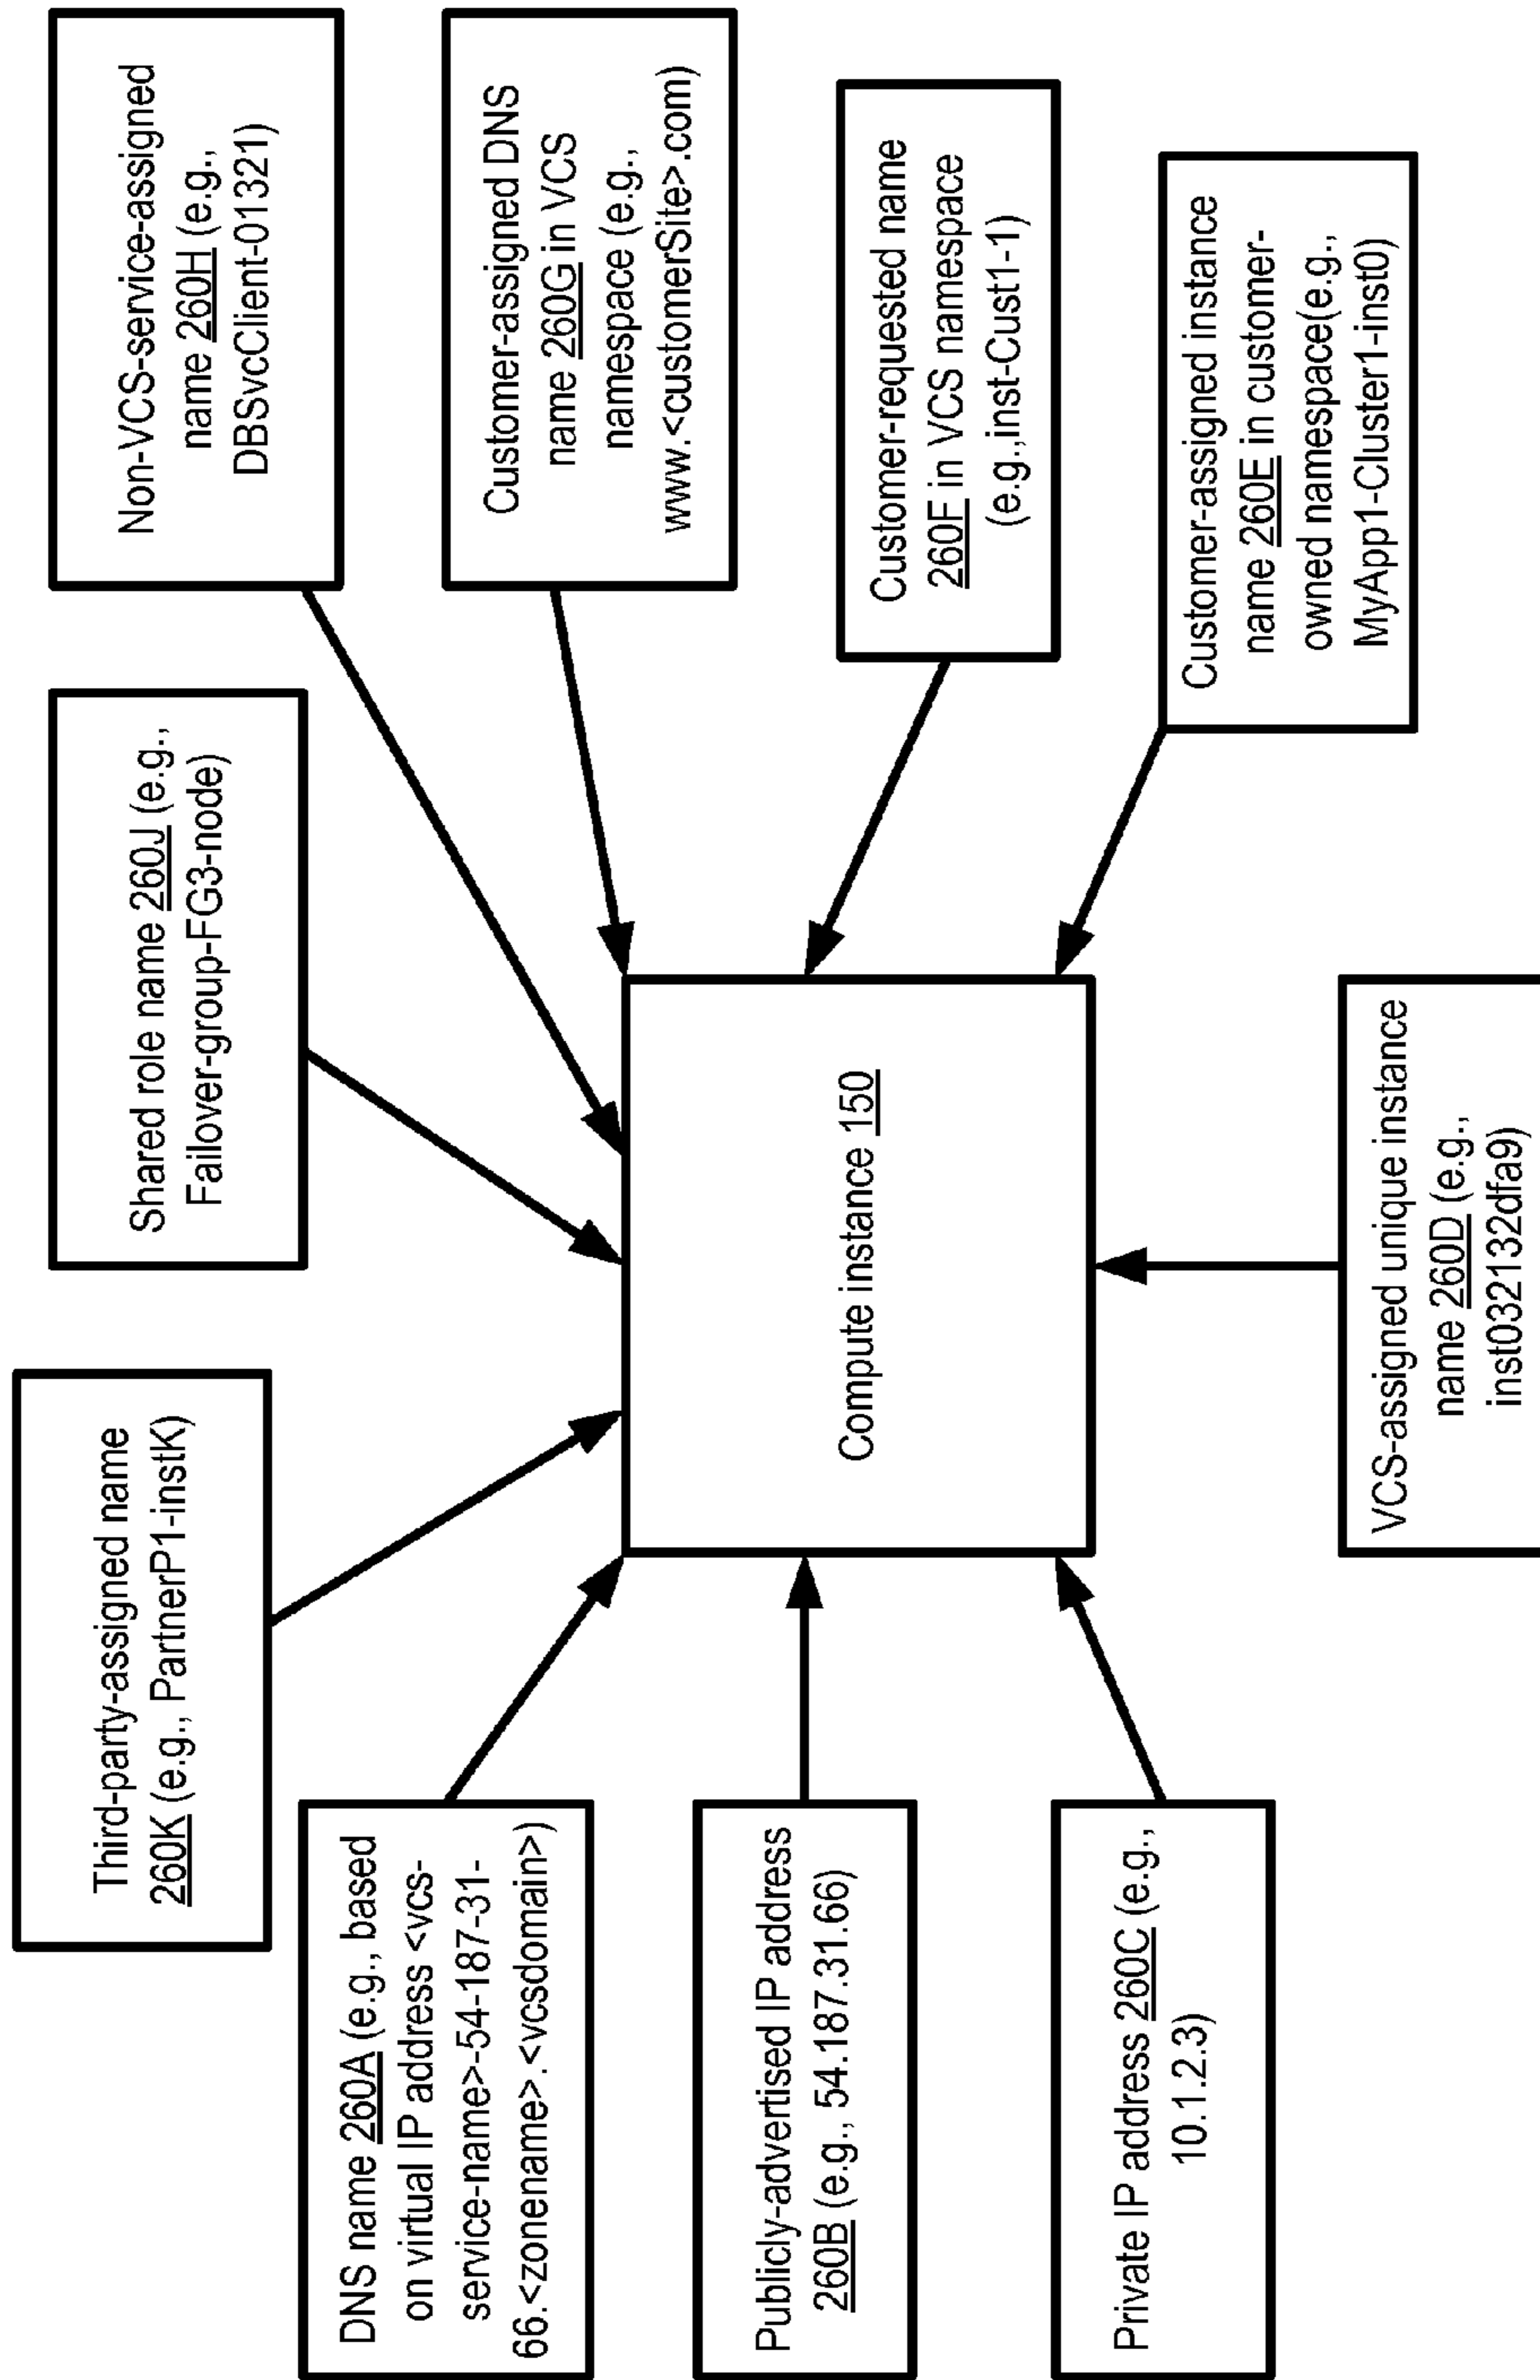 Third-party-assigned name
260K (e.g., PartnerP1-instK)
Shared role name 260J (e.g.,
Failover-group-FG3-node)
Non-VCS-service-assigned
name 260H (e.g.,
DBSvcClient-01321)
DNS name 260A (e.g., based
on virtual IP address <vcs-
service-name>-54-187-31-
66.<zonename>.<vcsdomain>)
Customer-assigned DNS
name 260G in VCS
namespace (e.g.,
www.<customerSite>.com)
Publicly-advertised IP address
260B (e.g., 54.187.31.66)
Compute instance 150
Customer-requested name
260F in VCS namespace
(e.g.,inst-Cust1-1)
Private IP address 260C (e.g.,
10.1.2.3)
Customer-assigned instance
name 260E in customer-
owned namespace(e.g.,
MyApp1-Cluster1-inst0)
VCS-assigned unique instance
name 260D (e.g.,
inst032132dfa9)